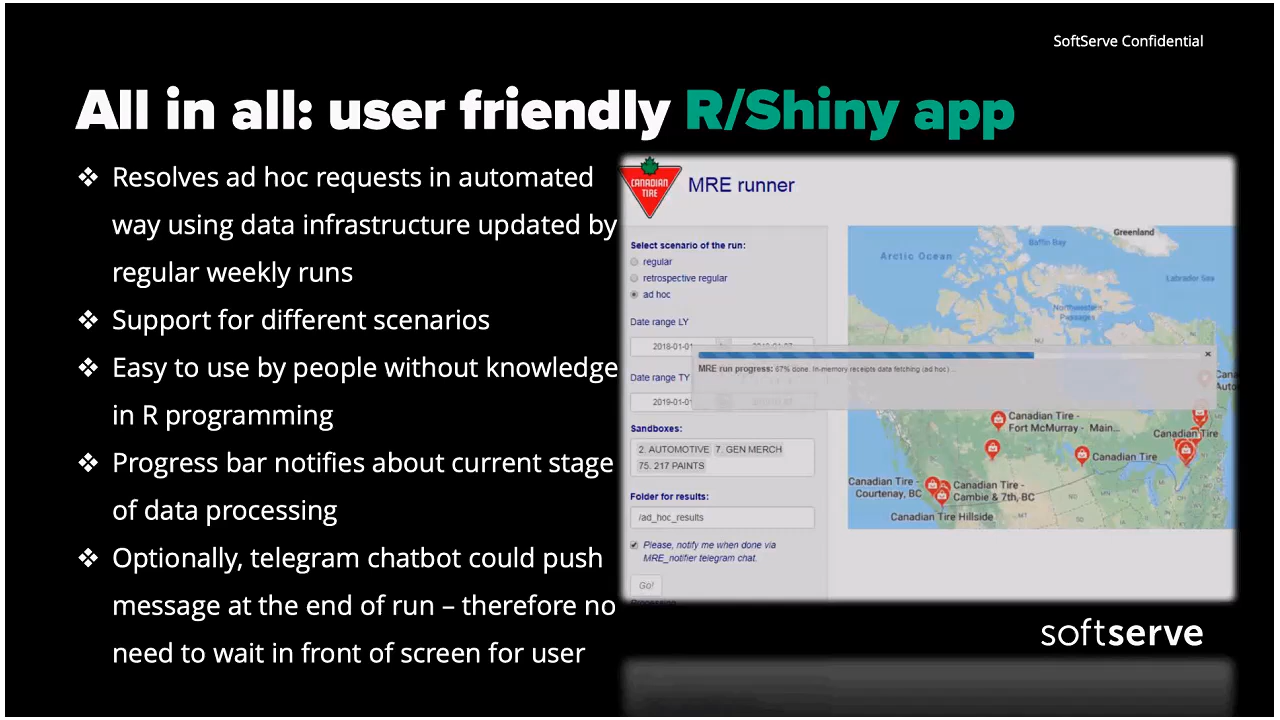 SoftServe Confidential
All in all: user friendly R/Shiny app
❖ Resolves ad hoc requests in automated
way using data infrastructure updated by
regular weekly runs
❖ Support for different scenarios
❖ Easy to use by people without knowledge
in R programming
❖ Progress bar notifies about current stage
of data processing
❖ Optionally, telegram chatbot could push
message at the end of run – therefore no
need to wait in front of screen for user
CANADIAN
TIRE
MRE runner
Select scenario of the run:
regular
retrospective regular
ad hoc
Date range LY
2018-01-01
Date range TY
2019-01-01
Sandboxes:
2. AUTOMOTIVE 7. GEN MERCH
75. 217 PAINTS
Folder for results:
/ad_hoc_results
Please, notify me when done via
MRE_notifier telegram chat.
Go!
Greenland
Baffin Bay
Arctic Ocean
Labrador Sea
Northwestern
Passages
NU
×
MRE run progress: 67% done. In-memory receipts data fetching (ad hoc) ...
Cana
Auto
Canadian Tire -
Fort McMurray - Main...
Canadian Tire
Canadian Tire
Canadian Tire -
Courtenay, BC
Canadian Tire -
Cambie & 7th, BC
Canadian Tire Hillside
MT
softserve